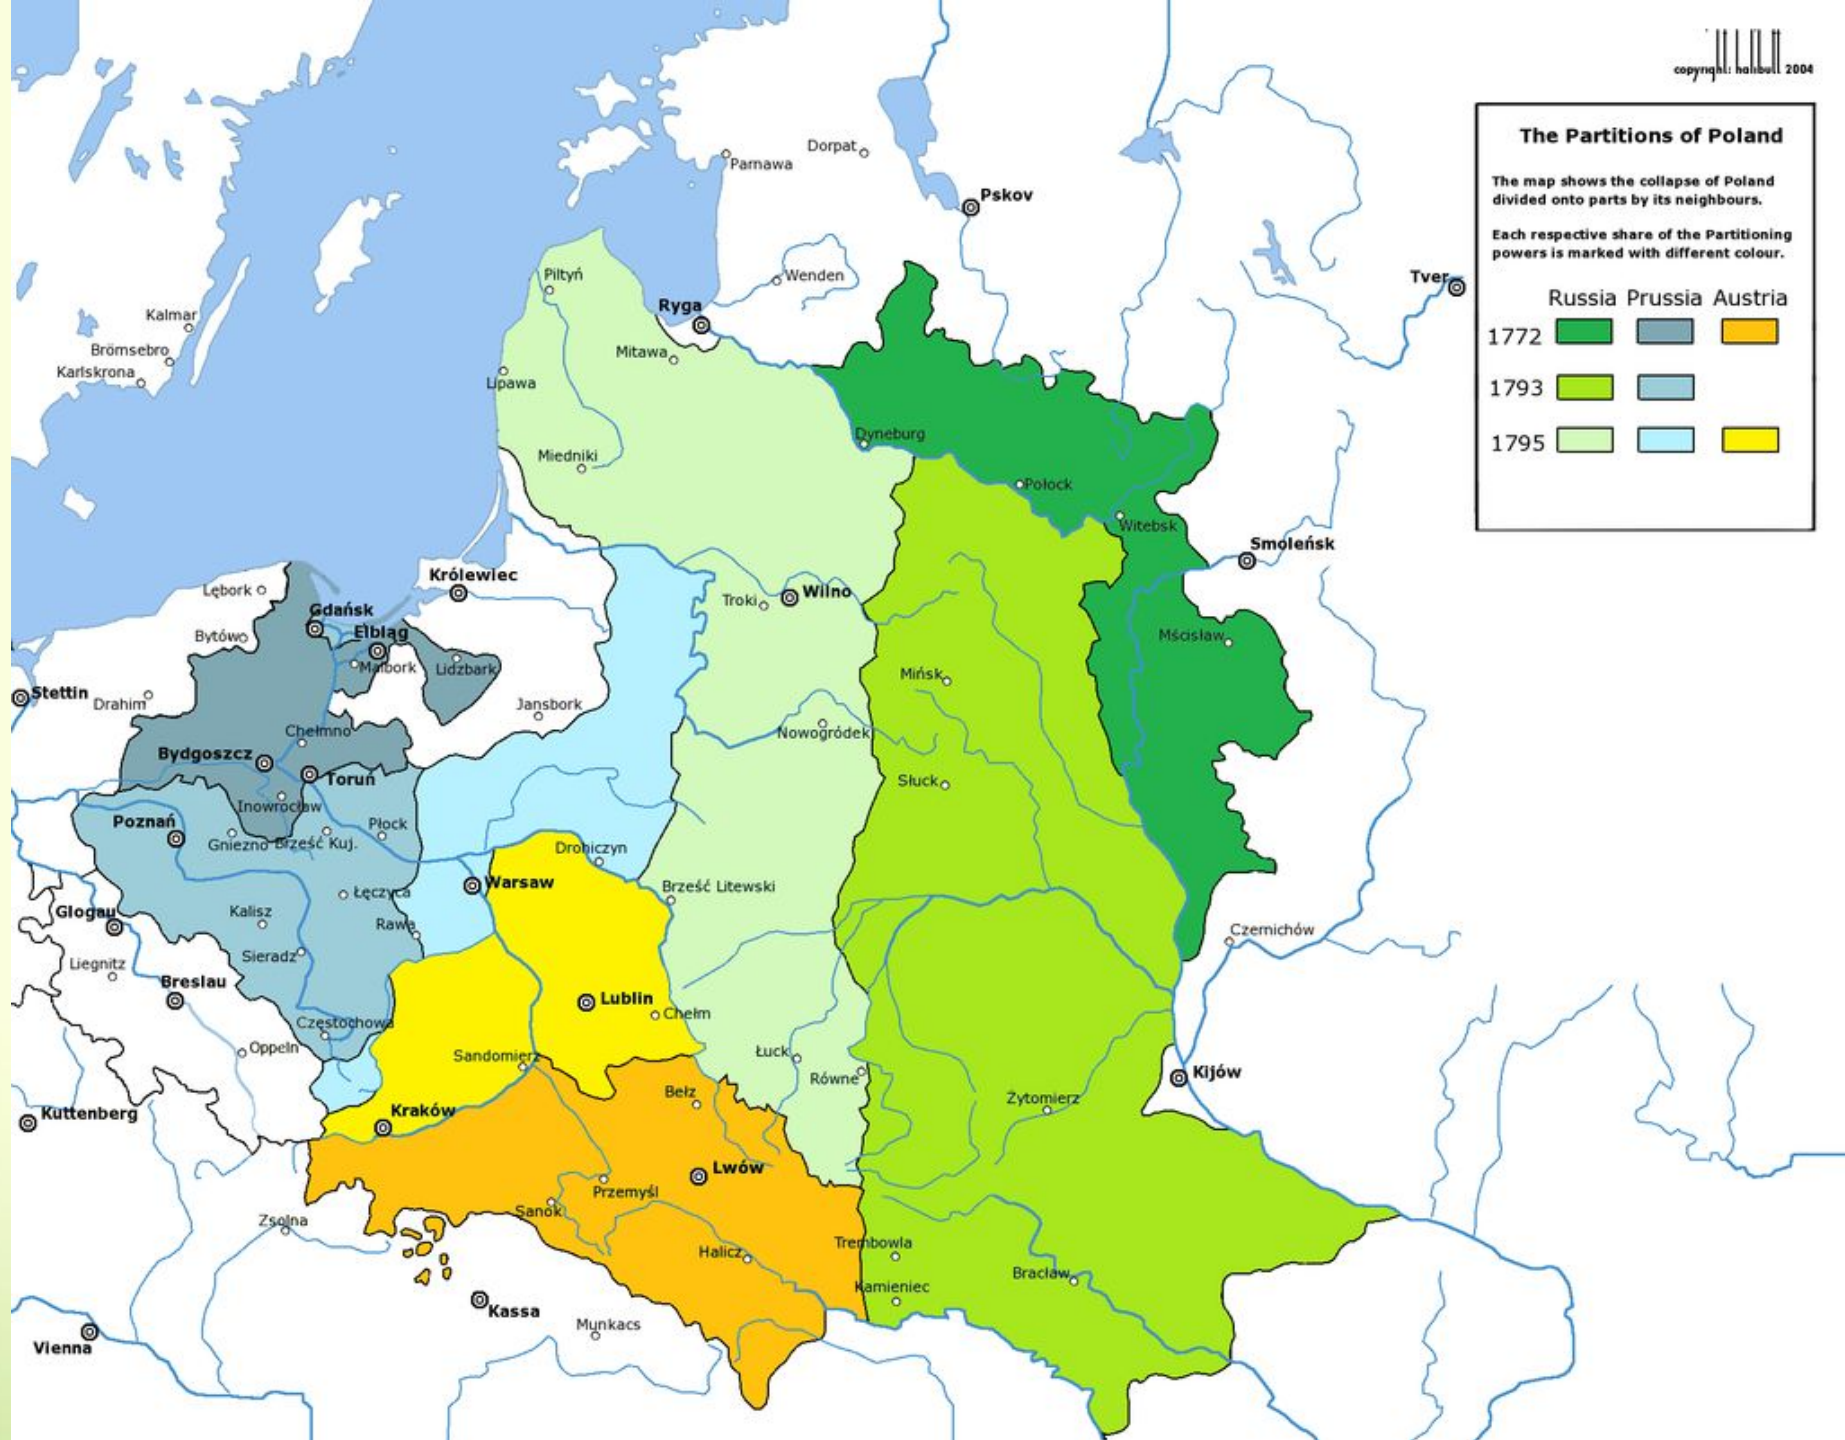 copyright: halibutt 2004
The Partitions of Poland
The map shows the collapse of Poland
divided onto parts by its neighbours.
Each respective share of the Partitioning
powers is marked with different colour.
Russia Prussia Austria
1772
1793
1795
Dorpat
Parnawa
Pskov
Piltyń
Wenden
Tver
Ryga
Kalmar
Brömsebro
Karlskrona
Mitawa
Lipawa
Dyneburg
Miedniki
Połock
Witebsk
Smoleńsk
Królewiec
Lębork
Gdańsk
Troki
Wilno
Bytów
Elbląg
Malbork
Lidzbark
Mścisław
Mińsk
Stettin
Drahim
Jansbork
Chełmno
Nowogródek
Bydgoszcz
Toruń
Słuck
Inowrocław
Poznań
Płock
Gniezno
Brześć Kuj.
Drohiczyn
Warsaw
Brześć Litewski
Łęczyca
Glogau
Kalisz
Rawa
Czernichów
Sieradz
Liegnitz
Breslau
Lublin
Chełm
Częstochowa
Oppeln
Sandomierz
Łuck
Równe
Kijów
Bełz
Żytomierz
Kuttenberg
Kraków
Lwów
Przemyśl
Sanok
Zsolna
Halicz
Trembowla
Kamieniec
Bracław
Kassa
Munkacs
Vienna